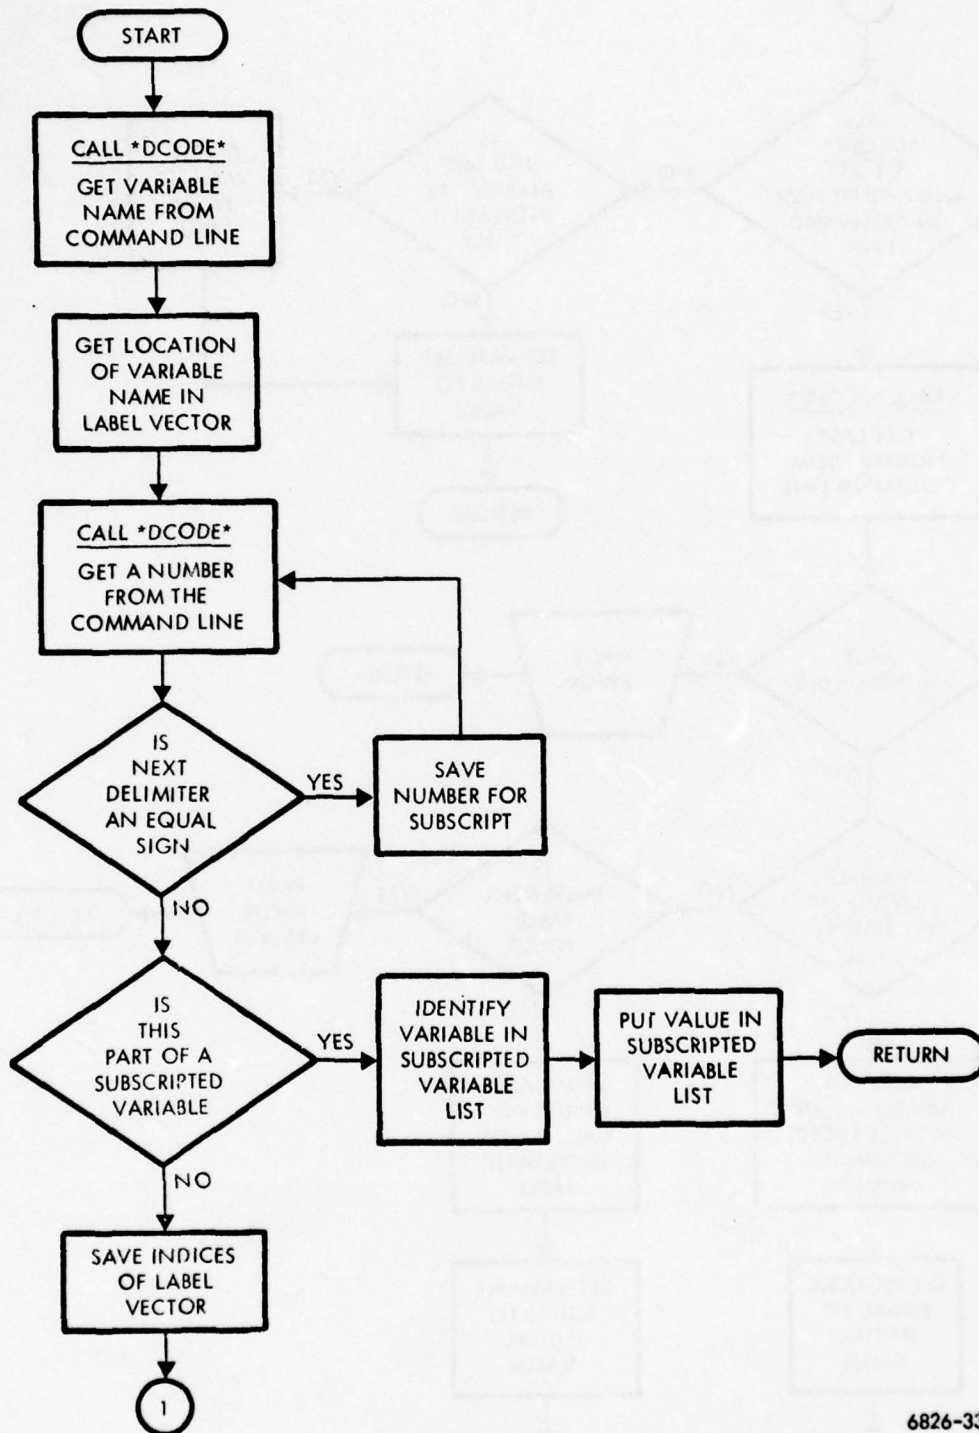 START
CALL *DCODE*
GET VARIABLE
NAME FROM
COMMAND LINE
GET LOCATION
OF VARIABLE
NAME IN
LABEL VECTOR
CALL *DCODE*
GET A NUMBER
FROM THE
COMMAND LINE
IS
NEXT
DELIMITER
AN EQUAL
SIGN
YES
SAVE
NUMBER FOR
SUBSCRIPT
NO
IS
THIS
PART OF A
SUBSCRIPTED
VARIABLE
YES
IDENTIFY
VARIABLE IN
SUBSCRIPTED
VARIABLE
LIST
PUT VALUE IN
SUBSCRIPTED
VARIABLE
LIST
RETURN
NO
SAVE INDICES
OF LABEL
VECTOR
1
6826-33